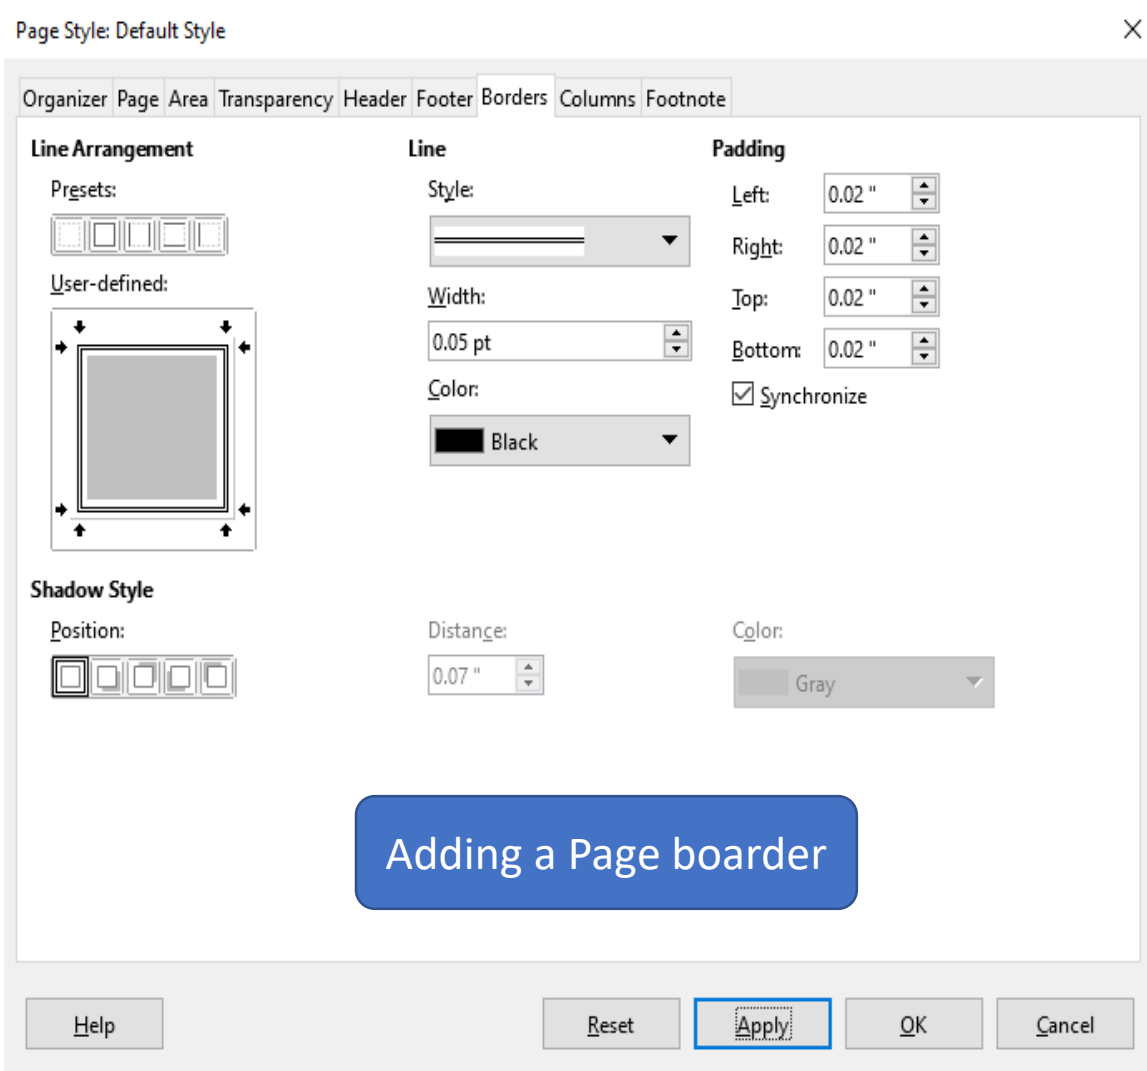 Page Style: Default Style
Organizer Page Area Transparency Header Footer Borders Columns Footnote
Line Arrangement
Presets:
User-defined:
Line
Style:
Width:
0.05 pt
Color:
Black
Padding
Left: 0.02 "
Right: 0.02 "
Top: 0.02 "
Bottom: 0.02 "
Synchronize
Shadow Style
Position:
Distance:
0.07 "
Color:
Gray
Adding a Page boarder
Help Reset Apply OK Cancel